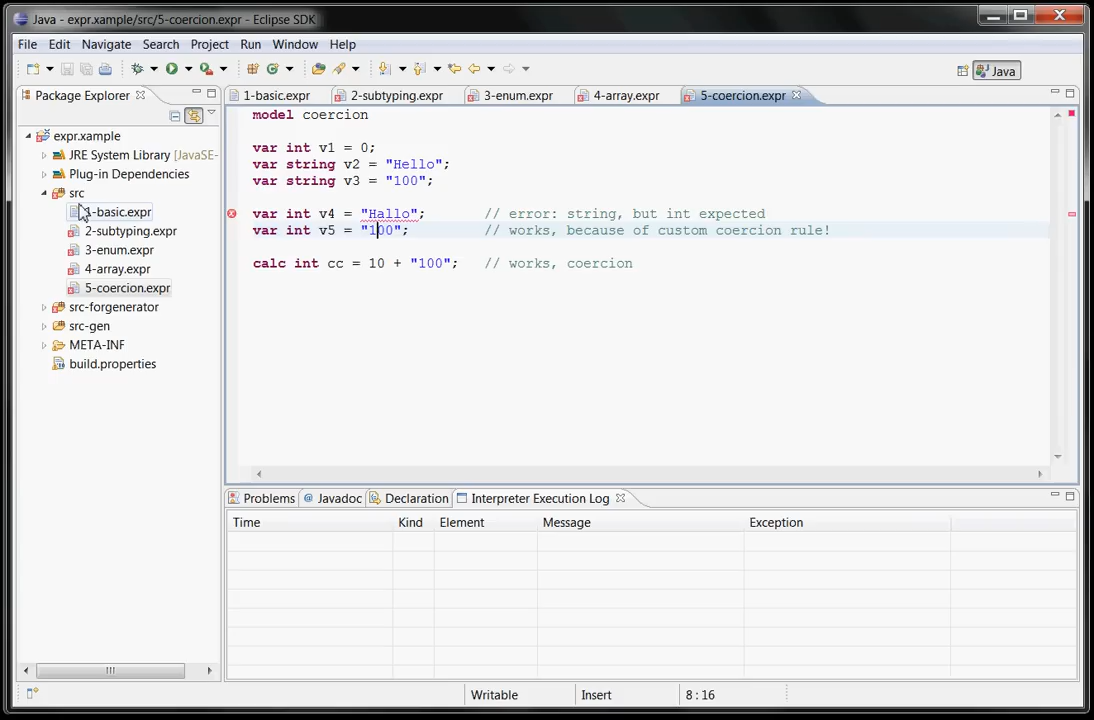 Java - expr.xample/src/5-coercion.expr - Eclipse SDK
File Edit Navigate Search Project Run Window Help
Java
Package Explorer
1-basic.expr 2-subtyping.expr 3-enum.expr 4-array.expr 5-coercion.expr
expr.xample
JRE System Library [JavaSE-
Plug-in Dependencies
src
1-basic.expr
2-subtyping.expr
3-enum.expr
4-array.expr
5-coercion.expr
src-forgenerator
src-gen
META-INF
build.properties
model coercion
var int v1 = 0;
var string v2 = "Hello";
var string v3 = "100";
var int v4 = "Hallo"; // error: string, but int expected
var int v5 = "100"; // works, because of custom coercion rule!
calc int cc = 10 + "100"; // works, coercion
Problems @ Javadoc Declaration Interpreter Execution Log
Time Kind Element Message Exception
Writable Insert 8 : 16